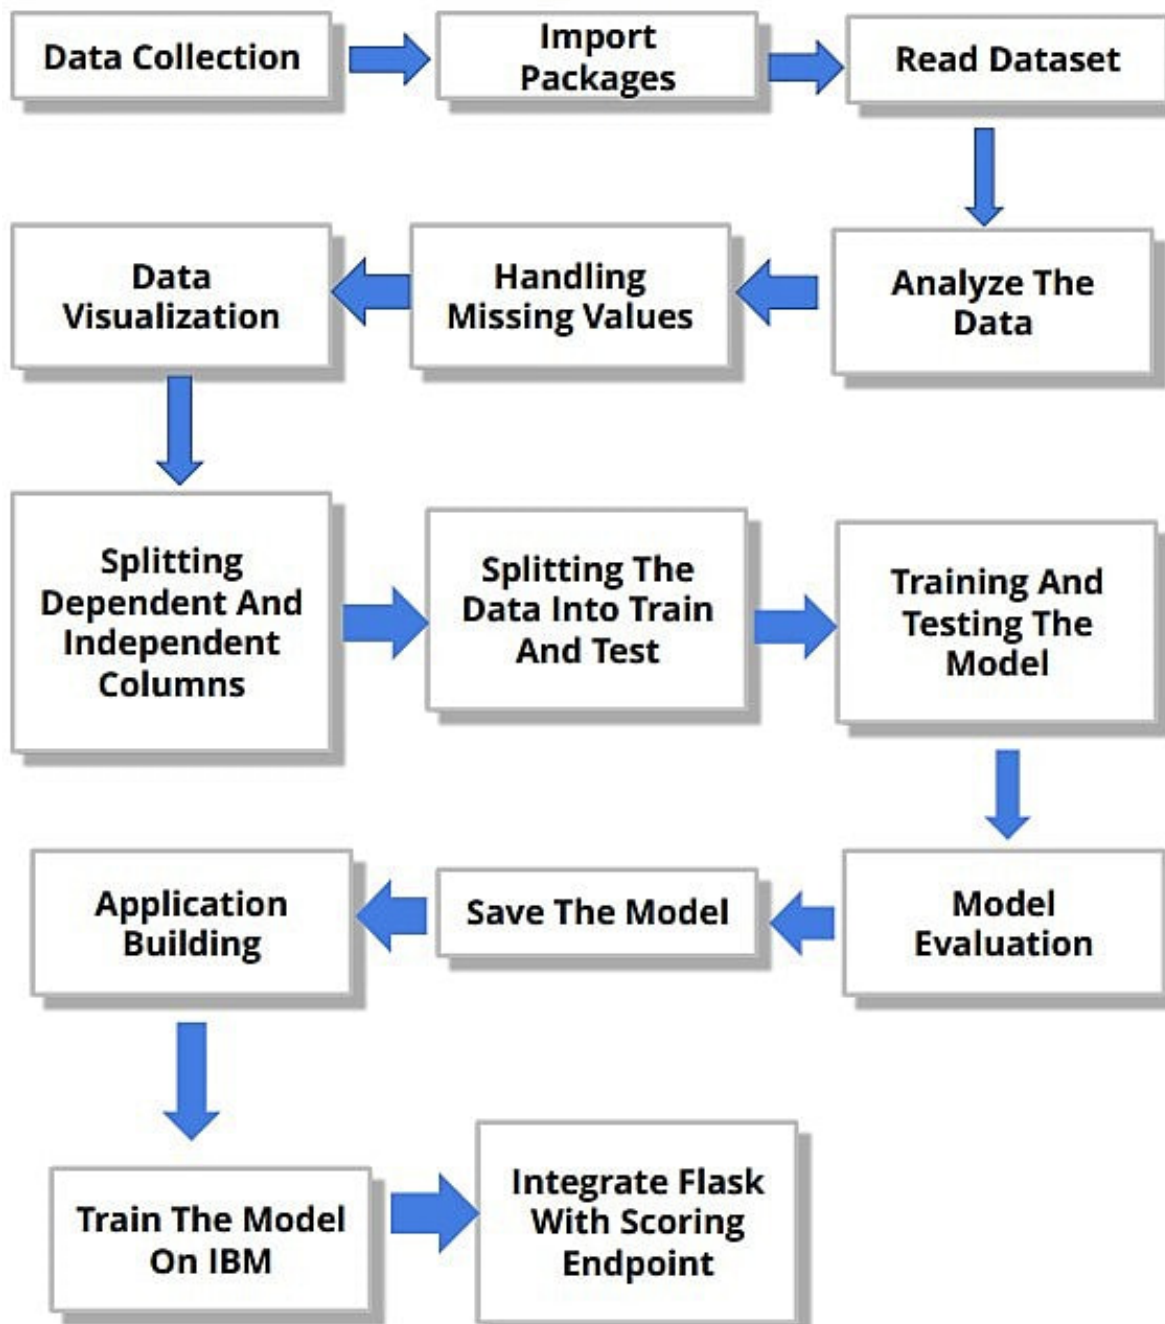 Data Collection
Import
Packages
Read Dataset
Analyze The
Data
Handling
Missing Values
Data
Visualization
Splitting
Dependent And
Independent
Columns
Splitting The
Data Into Train
And Test
Training And
Testing The
Model
Model
Evaluation
Save The Model
Application
Building
Train The Model
On IBM
Integrate Flask
With Scoring
Endpoint